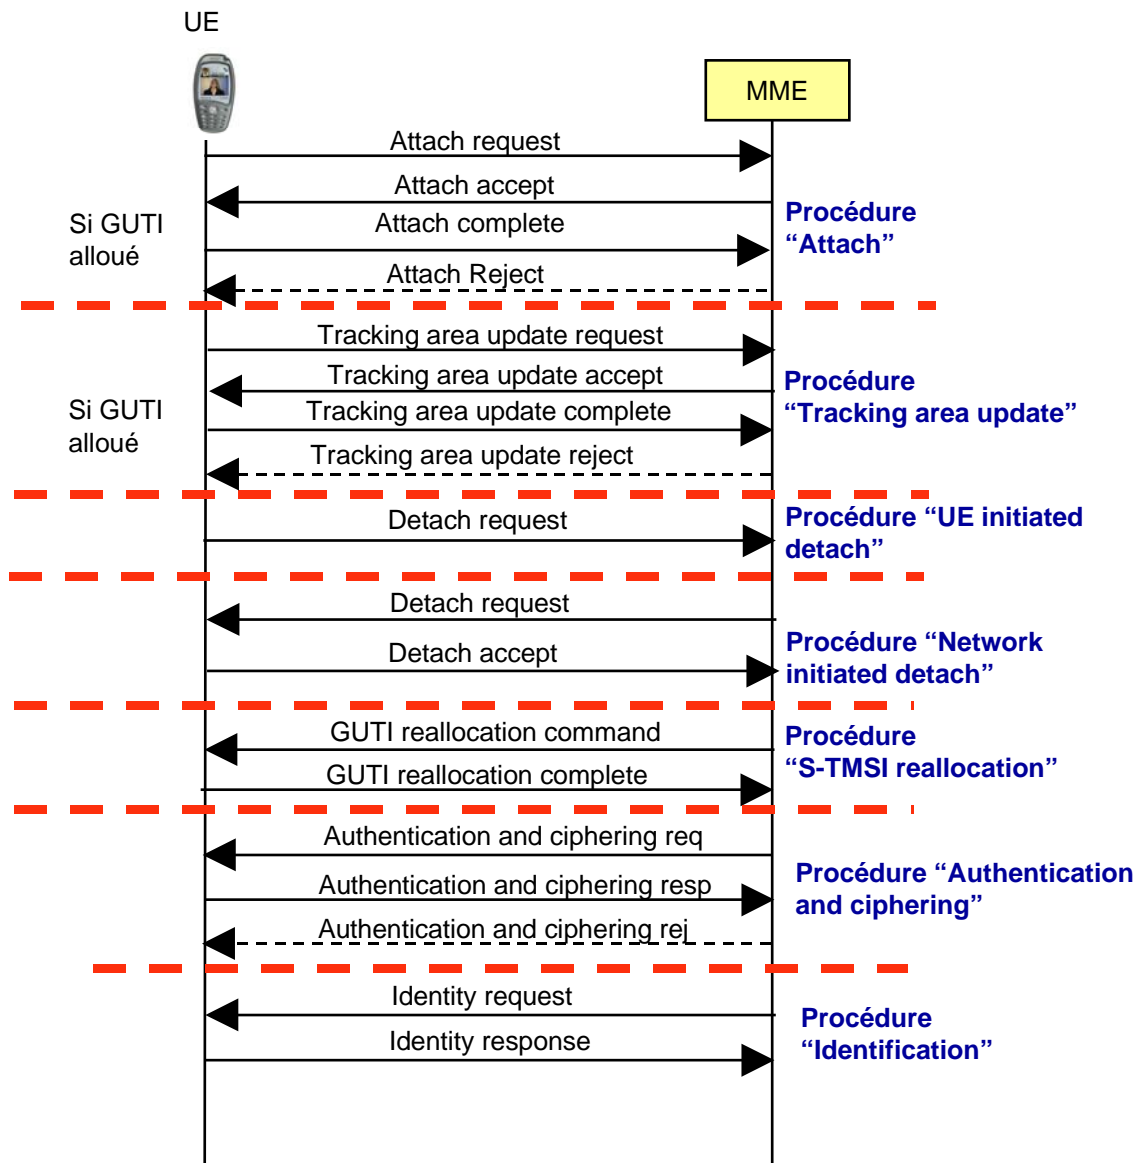 UE
MME
Attach request
Attach accept
Si GUTI
alloué
Attach complete
Attach Reject
Procédure
“Attach”
Tracking area update request
Tracking area update accept
Si GUTI
alloué
Tracking area update complete
Tracking area update reject
Procédure
“Tracking area update”
Detach request
Procédure “UE initiated
detach”
Detach request
Detach accept
Procédure “Network
initiated detach”
GUTI reallocation command
GUTI reallocation complete
Procédure
“S-TMSI reallocation”
Authentication and ciphering req
Authentication and ciphering resp
Authentication and ciphering rej
Procédure “Authentication
and ciphering”
Identity request
Identity response
Procédure
“Identification”